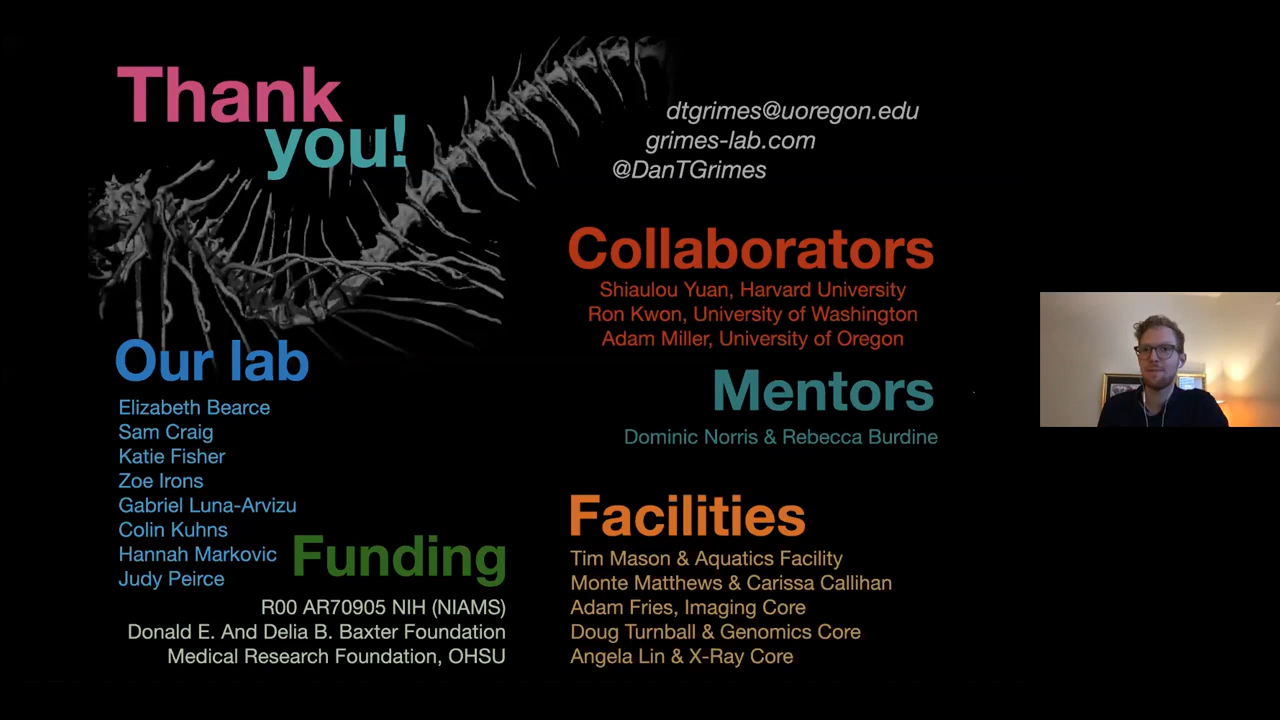 Thank
you!
dtgrimes@uoregon.edu
grimes-lab.com
@DanTGrimes
Collaborators
Shiaulou Yuan, Harvard University
Ron Kwon, University of Washington
Adam Miller, University of Oregon
Mentors
Dominic Norris & Rebecca Burdine
Our lab
Elizabeth Bearce
Sam Craig
Katie Fisher
Zoe Irons
Gabriel Luna-Arvizu
Colin Kuhns
Hannah Markovic
Judy Peirce
Funding
R00 AR70905 NIH (NIAMS)
Donald E. And Delia B. Baxter Foundation
Medical Research Foundation, OHSU
Facilities
Tim Mason & Aquatics Facility
Monte Matthews & Carissa Callihan
Adam Fries, Imaging Core
Doug Turnball & Genomics Core
Angela Lin & X-Ray Core